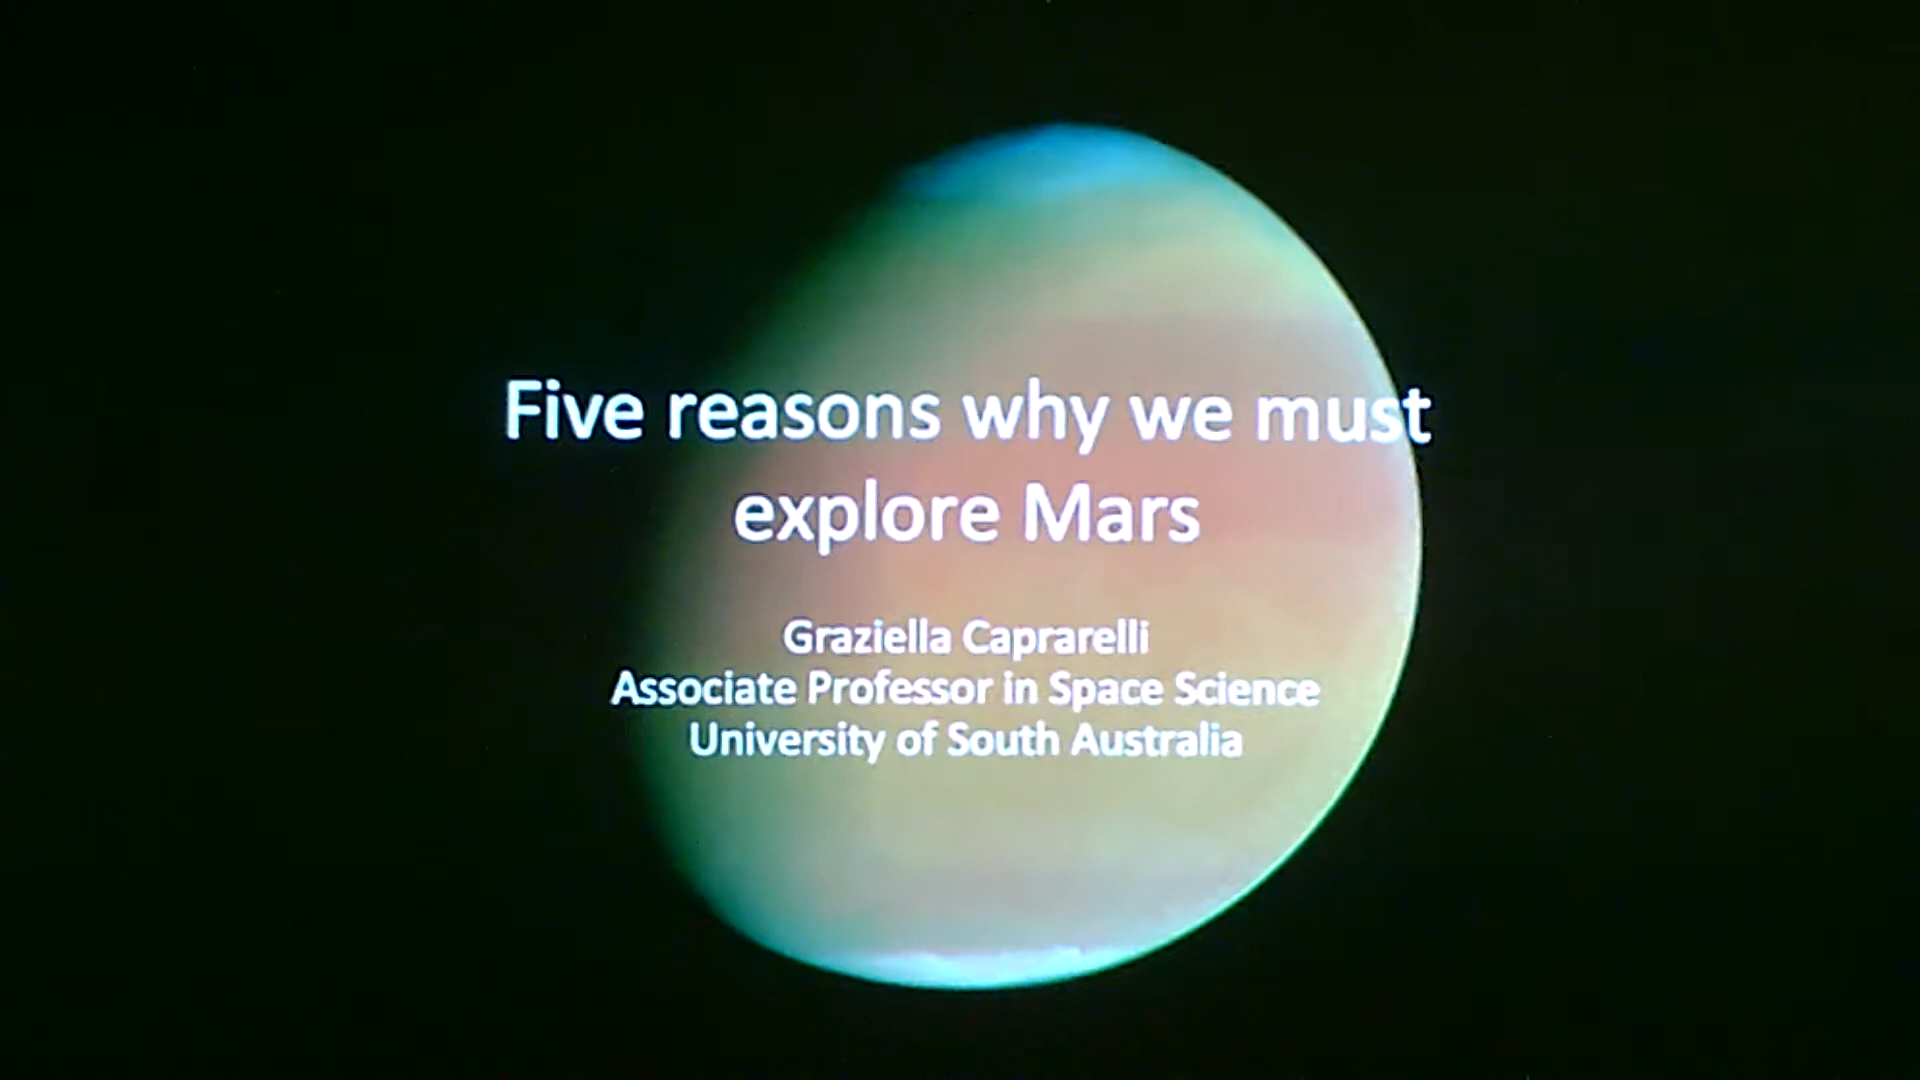 Five reasons why we must
explore Mars
Graziella Caprarelli
Associate Professor in Space Science
University of South Australia